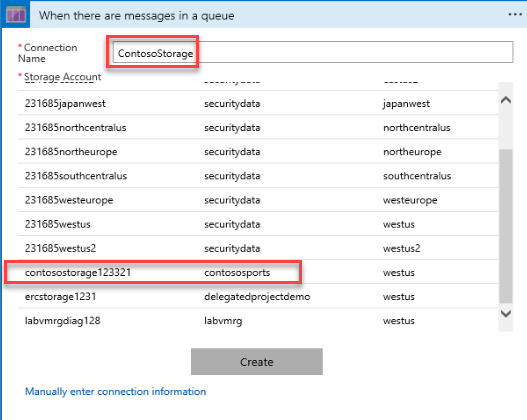 When there are messages in a queue
* Connection Name ContosoStorage
* Storage Account
231685japanwest securitydata japanwest
231685northcentralus securitydata northcentralus
231685northeurope securitydata northeurope
231685southcentralus securitydata southcentralus
231685westeurope securitydata westeurope
231685westus securitydata westus
231685westus2 securitydata westus2
contosostorage123321 contososports westus
ercstorage1231 delegatedprojectdemo westus
labvmrgdiag128 labvmrg westus
Create
Manually enter connection information